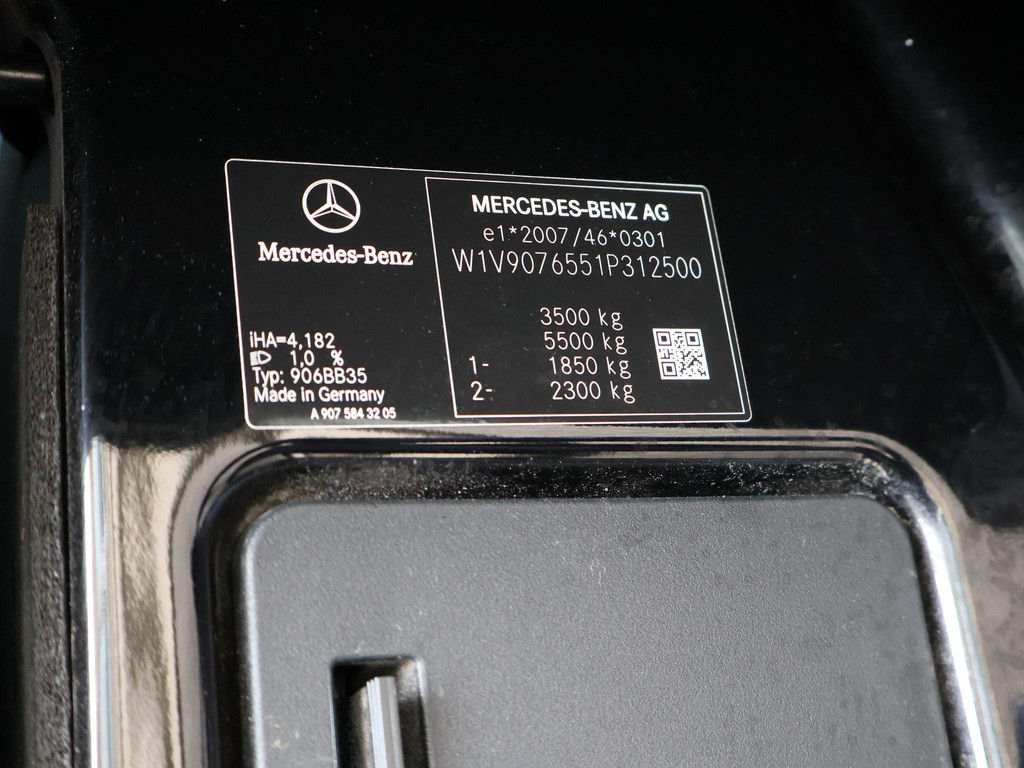 Mercedes-Benz
iHA=4,182
1,0 %
Typ: 906BB35
Made in Germany
A 907 584 32 05
MERCEDES-BENZ AG
e1*2007/46*0301
W1V9076551P312500
3500 kg
5500 kg
1- 1850 kg
2- 2300 kg